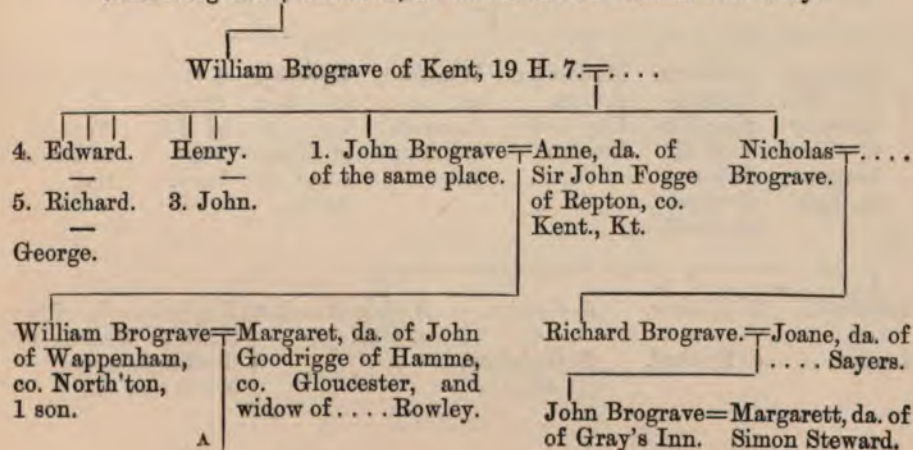 William Brograve of Kent, 19 H. 7.=. . . .
4. Edward. Henry. 1. John Brograve=Anne, da. of Nicholas=. . . .
5. Richard. 3. John. of the same place. Sir John Fogge Brograve.
George. of Repton, co.
Kent., Kt.
William Brograve=Margaret, da. of John Richard Brograve.=Joane, da. of
of Wappenham, Goodrigge of Hamme, . . . . Sayers.
co. North'ton, co. Gloucester, and
1 son. widow of . . . . Rowley. John Brograve=Margarett, da. of
A of Gray's Inn. Simon Steward.